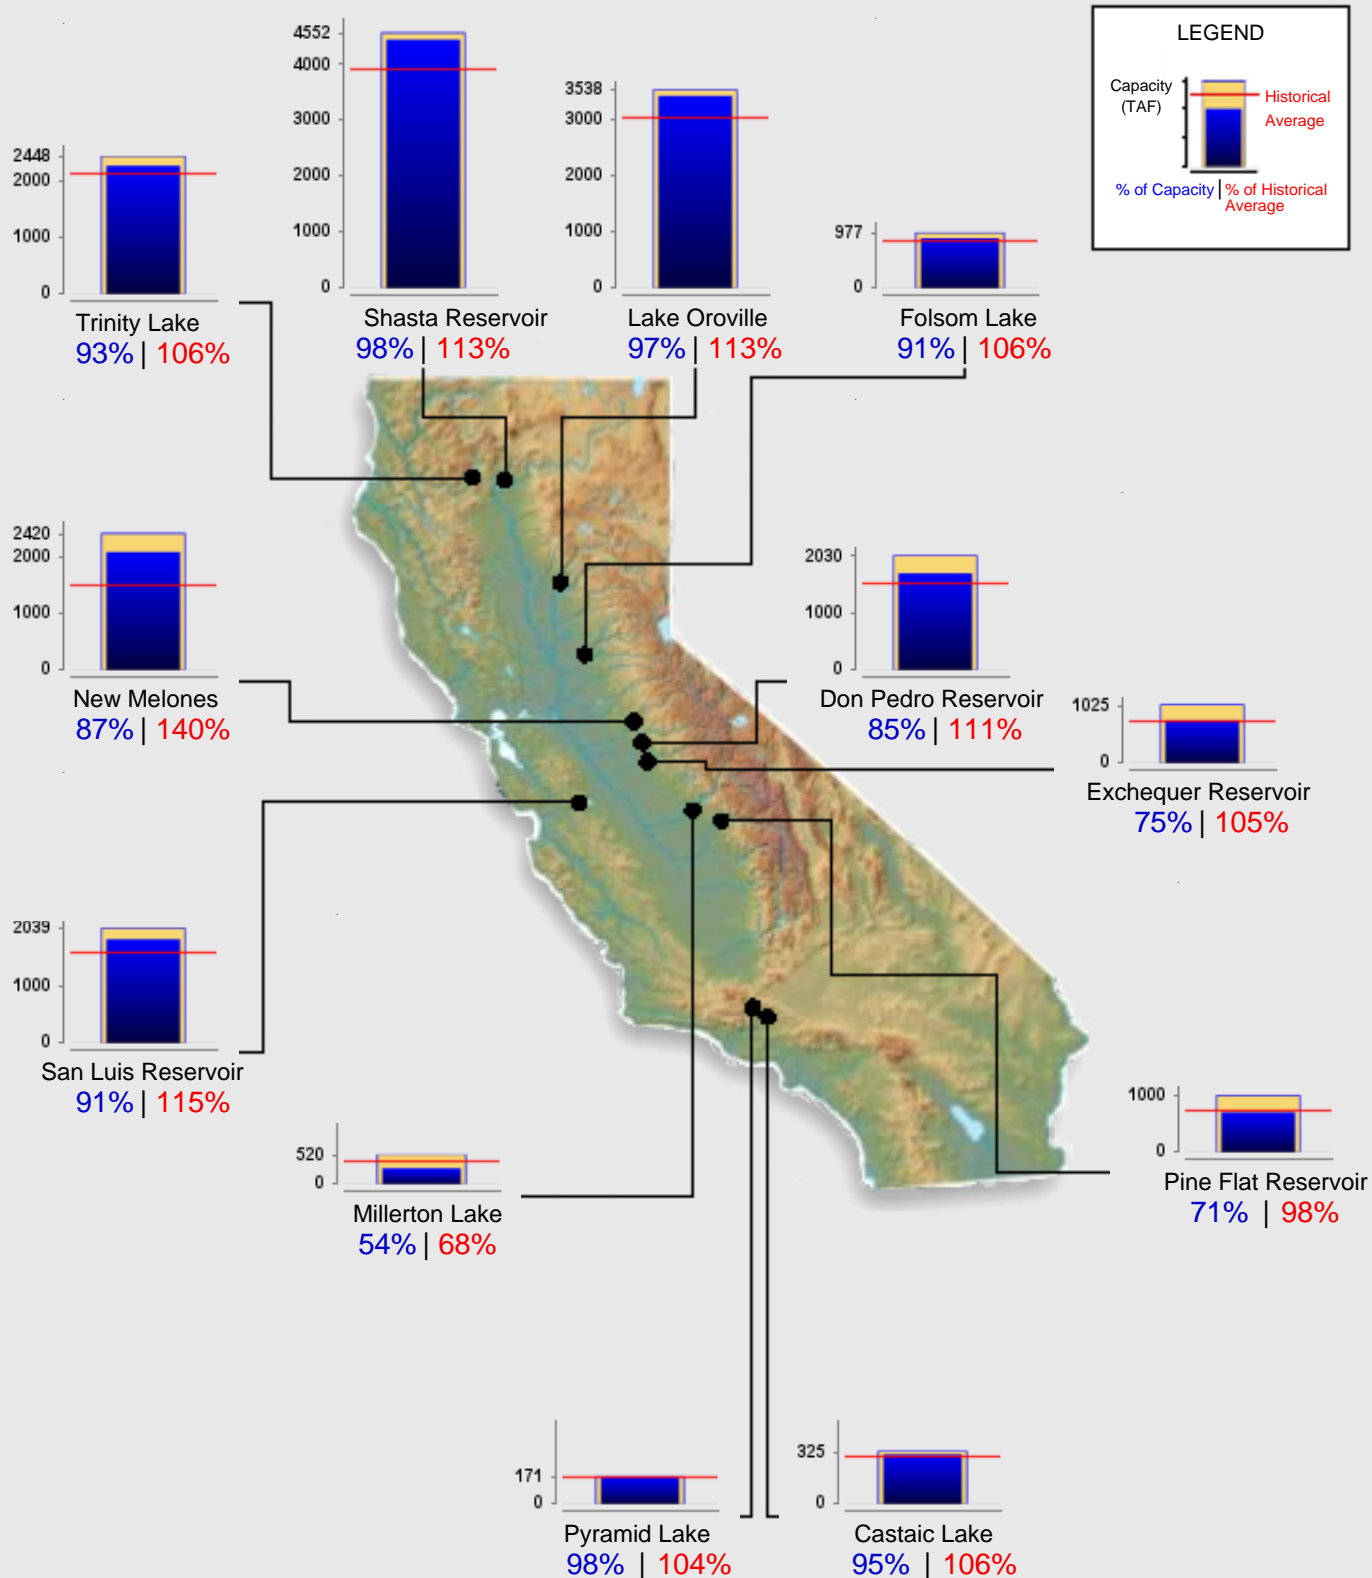 LEGEND
Capacity
(TAF)
Historical
Average
% of Capacity | % of Historical
Average
2448
2000
1000
0
Trinity Lake
93% | 106%
4552
4000
3000
2000
1000
0
Shasta Reservoir
98% | 113%
3538
3000
2000
1000
0
Lake Oroville
97% | 113%
977
0
Folsom Lake
91% | 106%
2420
2000
1000
0
New Melones
87% | 140%
2030
1000
0
Don Pedro Reservoir
85% | 111%
1025
0
Exchequer Reservoir
75% | 105%
2039
1000
0
San Luis Reservoir
91% | 115%
520
0
Millerton Lake
54% | 68%
1000
0
Pine Flat Reservoir
71% | 98%
171
0
Pyramid Lake
98% | 104%
325
0
Castaic Lake
95% | 106%